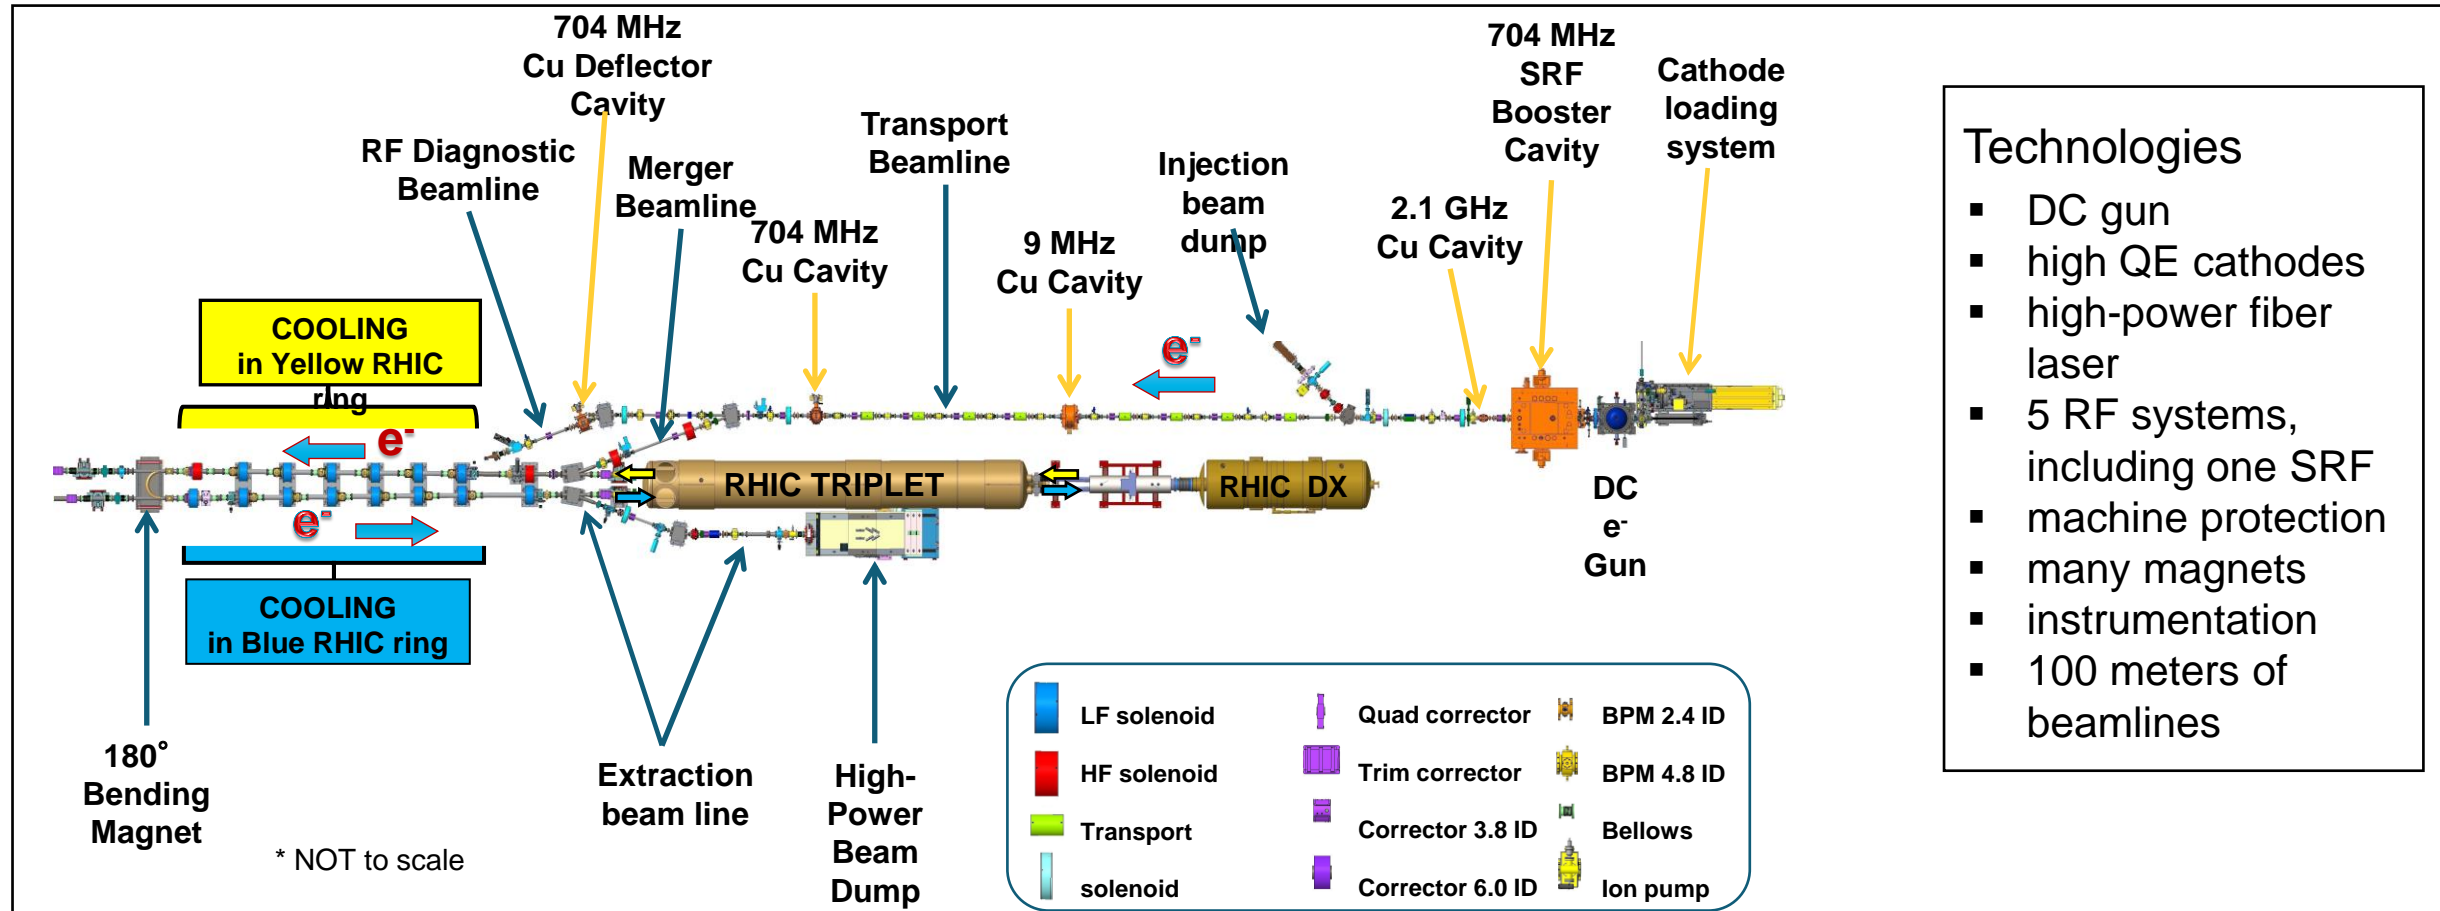 704 MHz
Cu Deflector
Cavity
RF Diagnostic
Beamline
Merger
Beamline
704 MHz
Cu Cavity
Transport
Beamline
9 MHz
Cu Cavity
Injection
beam
dump
2.1 GHz
Cu Cavity
704 MHz
SRF
Booster
Cavity
Cathode
loading
system
COOLING
in Yellow RHIC
ring
e-
e-
e-
COOLING
in Blue RHIC ring
RHIC TRIPLET
RHIC DX
DC
e-
Gun
180°
Bending
Magnet
* NOT to scale
Extraction
beam line
High-
Power
Beam
Dump
LF solenoid
HF solenoid
Transport
solenoid
Quad corrector
Trim corrector
Corrector 3.8 ID
Corrector 6.0 ID
BPM 2.4 ID
BPM 4.8 ID
Bellows
Ion pump
Technologies
▪ DC gun
▪ high QE cathodes
▪ high-power fiber
laser
▪ 5 RF systems,
including one SRF
▪ machine protection
▪ many magnets
▪ instrumentation
▪ 100 meters of
beamlines